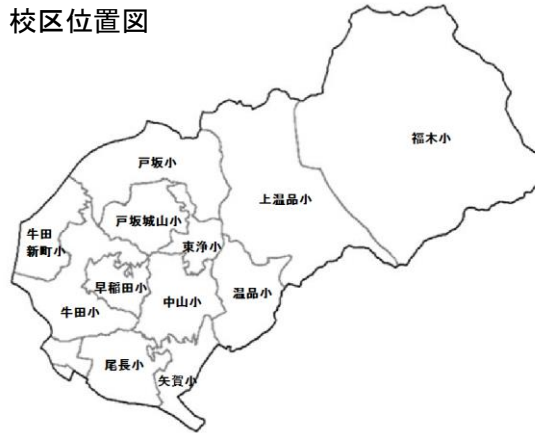 校区位置図
福木小
戸坂小
上温品小
戸坂城山小
牛田
新町小
東浄小
早稲田小
温品小
中山小
牛田小
尾長小
矢賀小